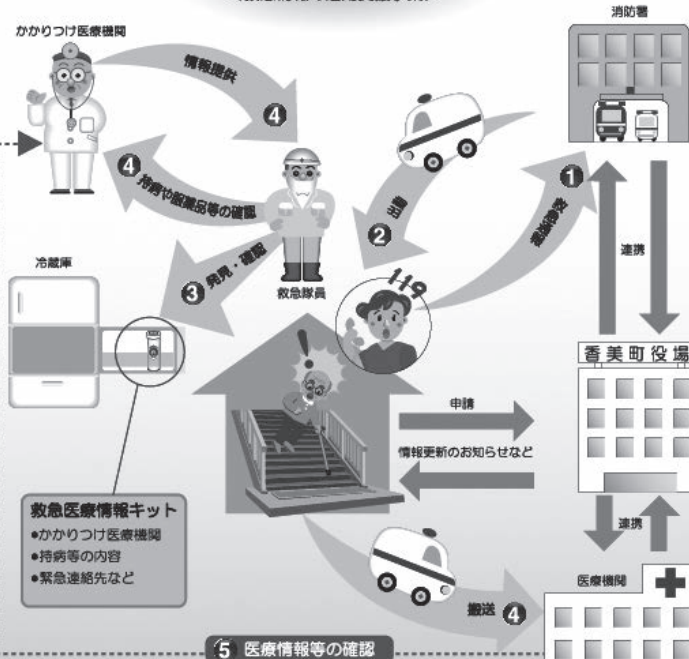 消防署
かかりつけ医療機関
情報提供
④
④
持病や服薬品等の確認
①
救急要請
②
出動
連携
冷蔵庫
③
発見・確認
救急隊員
119
香美町役場
申請
情報更新のお知らせなど
連携
救急医療情報キット
●かかりつけ医療機関
●持病等の内容
●緊急連絡先など
医療機関
搬送
④
⑤ 医療情報等の確認